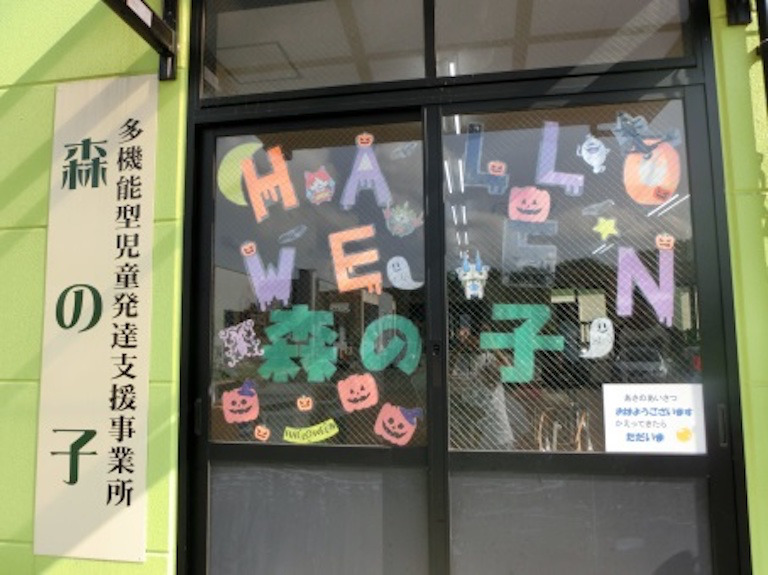 多機能型児童発達支援事業所
森の子
HALLO
WEEN
森の子
HALLOWEEN
あさのあいさつ
おはようございます
かえってきたら
ただいま